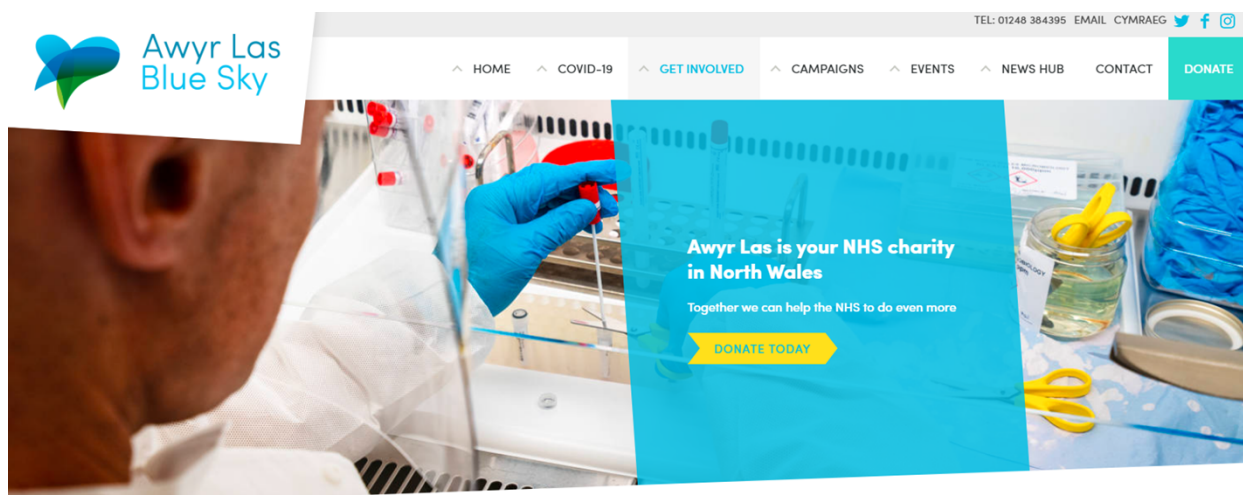 TEL: 01248 384395 EMAIL CYMRAEG
Awyr Las
Blue Sky
HOME COVID-19 GET INVOLVED CAMPAIGNS EVENTS NEWS HUB CONTACT DONATE
Awyr Las is your NHS charity
in North Wales
Together we can help the NHS to do even more
DONATE TODAY